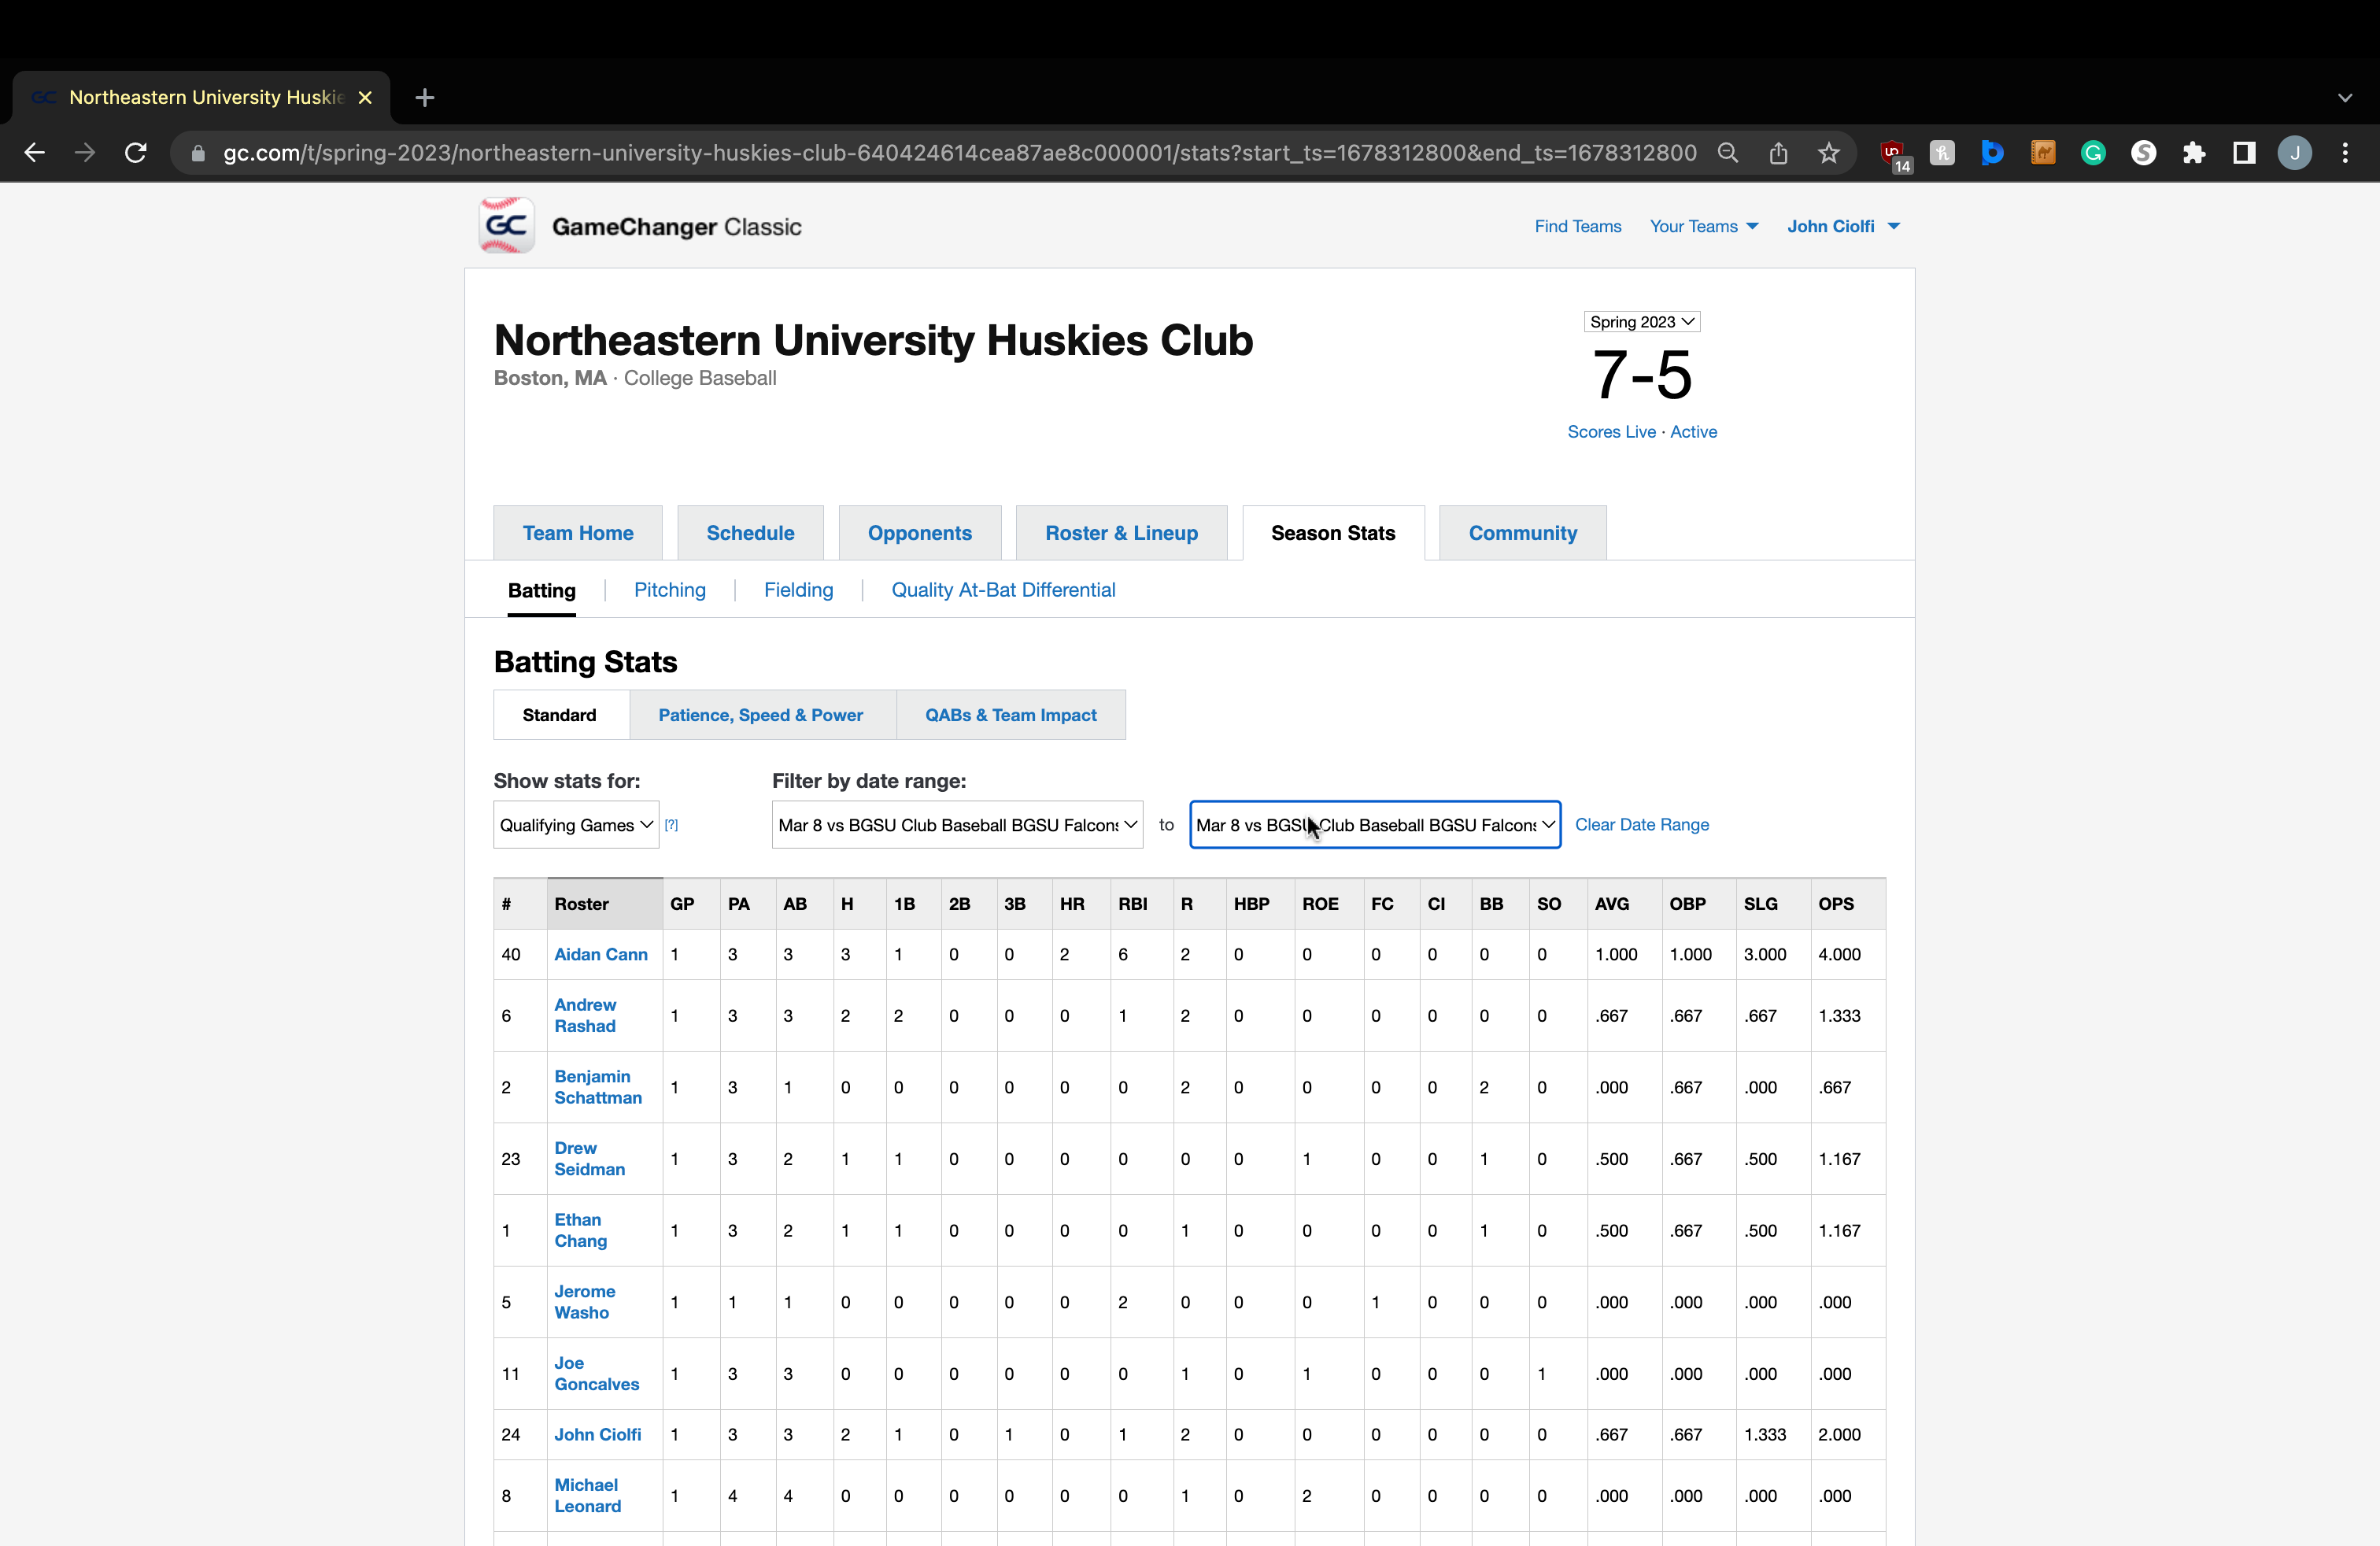 GC Northeastern University Huskie
gc.com/t/spring-2023/northeastern-university-huskies-club-640424614cea87ae8c000001/stats?start_ts=1678312800&end_ts=1678312800
14
J
GC GameChanger Classic
Find Teams Your Teams John Ciolfi
Northeastern University Huskies Club
Boston, MA · College Baseball
Spring 2023
7-5
Scores Live · Active
Team Home Schedule Opponents Roster & Lineup Season Stats Community
Batting Pitching Fielding Quality At-Bat Differential
Batting Stats
Standard Patience, Speed & Power QABs & Team Impact
Show stats for: Filter by date range:
Qualifying Games [?] Mar 8 vs BGSU Club Baseball BGSU Falcons to Mar 8 vs BGSU Club Baseball BGSU Falcons Clear Date Range
# Roster GP PA AB H 1B 2B 3B HR RBI R HBP ROE FC CI BB SO AVG OBP SLG OPS
40 Aidan Cann 1 3 3 3 1 0 0 2 6 2 0 0 0 0 0 0 1.000 1.000 3.000 4.000
6 Andrew Rashad 1 3 3 2 2 0 0 0 1 2 0 0 0 0 0 0 .667 .667 .667 1.333
2 Benjamin Schattman 1 3 1 0 0 0 0 0 0 2 0 0 0 0 2 0 .000 .667 .000 .667
23 Drew Seidman 1 3 2 1 1 0 0 0 0 0 0 1 0 0 1 0 .500 .667 .500 1.167
1 Ethan Chang 1 3 2 1 1 0 0 0 0 1 0 0 0 0 1 0 .500 .667 .500 1.167
5 Jerome Washo 1 1 1 0 0 0 0 0 2 0 0 0 1 0 0 0 .000 .000 .000 .000
11 Joe Goncalves 1 3 3 0 0 0 0 0 0 1 0 1 0 0 0 1 .000 .000 .000 .000
24 John Ciolfi 1 3 3 2 1 0 1 0 1 2 0 0 0 0 0 0 .667 .667 1.333 2.000
8 Michael Leonard 1 4 4 0 0 0 0 0 0 1 0 2 0 0 0 0 .000 .000 .000 .000